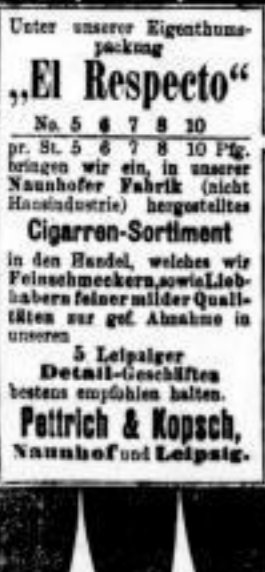 Unter unserer Eigenthums-
packung
„El Respecto“
No. 5 6 7 8 10
pr. St. 5 6 7 8 10 Pfg.
bringen wir ein, in unserer
Naunhofer Fabrik (nicht
Hausindustrie) hergestelltes
Cigarren-Sortiment
in den Handel, welches wir
Feinschmeckern, sowie Lieb-
habern feiner milder Quali-
täten zur gef. Abnahme in
unseren
5 Leipziger
Detail-Geschäften
bestens empfohlen halten.
Pettrich & Kopsch,
Naunhof und Leipzig.